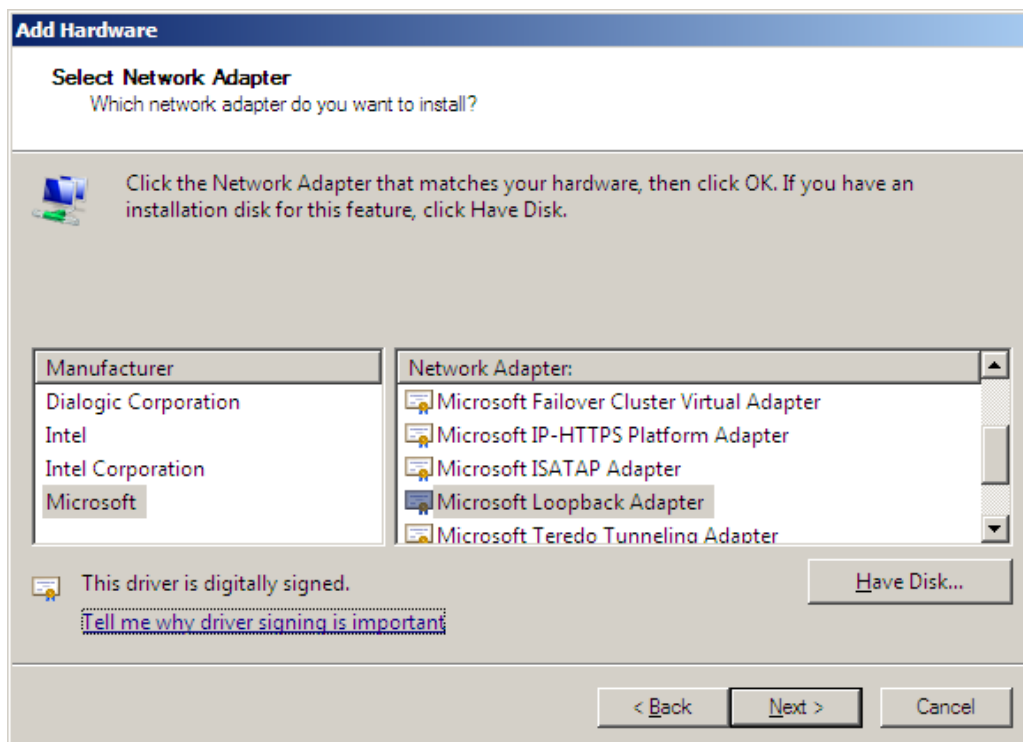 Add Hardware
Select Network Adapter
Which network adapter do you want to install?
Click the Network Adapter that matches your hardware, then click OK. If you have an
installation disk for this feature, click Have Disk.
Manufacturer
Dialogic Corporation
Intel
Intel Corporation
Microsoft
Network Adapter:
Microsoft Failover Cluster Virtual Adapter
Microsoft IP-HTTPS Platform Adapter
Microsoft ISATAP Adapter
Microsoft Loopback Adapter
Microsoft Teredo Tunneling Adapter
This driver is digitally signed.
Tell me why driver signing is important
Have Disk...
< Back
Next >
Cancel